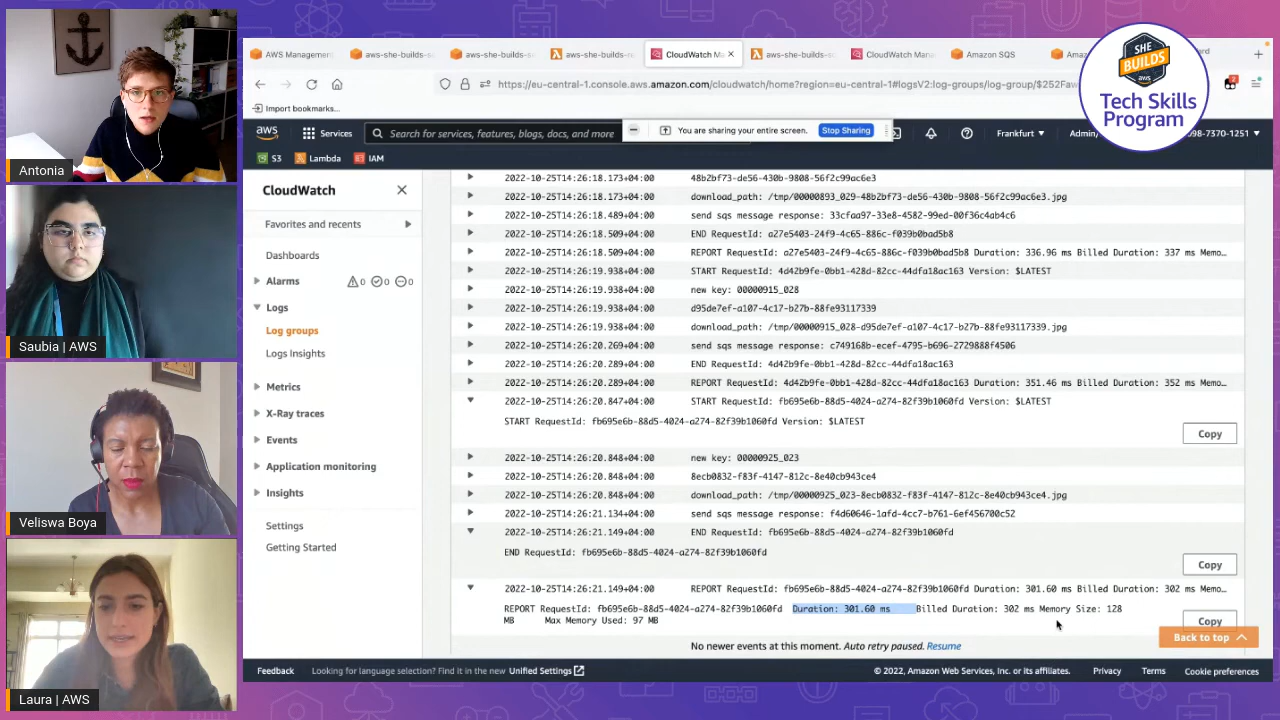 Antonia
Saubia | AWS
Veliswa Boya
Laura | AWS
SHE
BUILDS
aws
Tech Skills
Program
AWS Managemen
aws-she-builds-s
aws-she-builds-s
aws-she-re
CloudWatch Ma
aws-she-builds-sc
CloudWatch Mana
Amazon SQS
Amaz
https://eu-central-1.console.aws.amazon.com/cloudwatch/home?region=eu-central-1#logsV2:log-groups/log-group/$252Faw
2
Import bookmarks...
aws
Services
Search for services, features, blogs, docs, and more
You are sharing your entire screen.
Stop Sharing
Frankfurt
Admin/
98-7370-1251
S3
Lambda
IAM
CloudWatch
Favorites and recents
Dashboards
Alarms
0
0
0
Logs
Log groups
Logs Insights
Metrics
X-Ray traces
Events
Application monitoring
Insights
Settings
Getting Started
2022-10-25T14:26:18.173+04:00 48b2bf73-de56-430b-9808-56f2c99ac6e3
2022-10-25T14:26:18.173+04:00 download_path: /tmp/00000893_029-48b2bf73-de56-430b-9808-56f2c99ac6e3.jpg
2022-10-25T14:26:18.489+04:00 send sqs message response: 33cfaa97-33e8-4582-99ed-00f36c4ab4c6
2022-10-25T14:26:18.509+04:00 END RequestId: a27e5403-24f9-4c65-886c-f039b0bad5b8
2022-10-25T14:26:18.509+04:00 REPORT RequestId: a27e5403-24f9-4c65-886c-f039b0bad5b8 Duration: 336.96 ms Billed Duration: 337 ms Memo…
2022-10-25T14:26:19.938+04:00 START RequestId: 4d42b9fe-0bb1-428d-82cc-44dfa18ac163 Version: $LATEST
2022-10-25T14:26:19.938+04:00 new key: 00000915_028
2022-10-25T14:26:19.938+04:00 d95de7ef-a107-4c17-b27b-88fe93117339
2022-10-25T14:26:19.938+04:00 download_path: /tmp/00000915_028-d95de7ef-a107-4c17-b27b-88fe93117339.jpg
2022-10-25T14:26:20.269+04:00 send sqs message response: c749168b-ecef-4795-b696-2729888f4506
2022-10-25T14:26:20.289+04:00 END RequestId: 4d42b9fe-0bb1-428d-82cc-44dfa18ac163
2022-10-25T14:26:20.289+04:00 REPORT RequestId: 4d42b9fe-0bb1-428d-82cc-44dfa18ac163 Duration: 351.46 ms Billed Duration: 352 ms Memo…
2022-10-25T14:26:20.847+04:00 START RequestId: fb695e6b-88d5-4024-a274-82f39b1060fd Version: $LATEST
START RequestId: fb695e6b-88d5-4024-a274-82f39b1060fd Version: $LATEST
Copy
2022-10-25T14:26:20.848+04:00 new key: 00000925_023
2022-10-25T14:26:20.848+04:00 8ecb0832-f83f-4147-812c-8e40cb943ce4
2022-10-25T14:26:20.848+04:00 download_path: /tmp/00000925_023-8ecb0832-f83f-4147-812c-8e40cb943ce4.jpg
2022-10-25T14:26:21.134+04:00 send sqs message response: f4d60646-1afd-4cc7-b761-6ef456700c52
2022-10-25T14:26:21.149+04:00 END RequestId: fb695e6b-88d5-4024-a274-82f39b1060fd
END RequestId: fb695e6b-88d5-4024-a274-82f39b1060fd
Copy
2022-10-25T14:26:21.149+04:00 REPORT RequestId: fb695e6b-88d5-4024-a274-82f39b1060fd Duration: 301.60 ms Billed Duration: 302 ms Memo…
REPORT RequestId: fb695e6b-88d5-4024-a274-82f39b1060fd Duration: 301.60 ms Billed Duration: 302 ms Memory Size: 128
MB Max Memory Used: 97 MB
Copy
No newer events at this moment. Auto retry paused. Resume
Back to top
Feedback
Looking for language selection? Find it in the new Unified Settings
© 2022, Amazon Web Services, Inc. or its affiliates.
Privacy
Terms
Cookie preferences